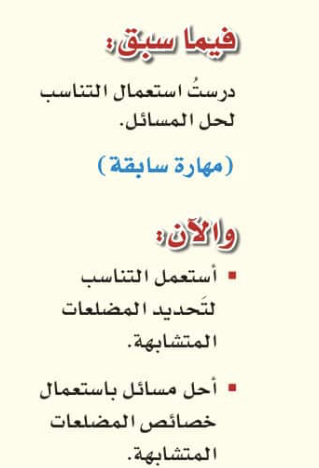 فيما سبق:
درستُ استعمال التناسب
لحل المسائل.
(مهارة سابقة)
والآن:
▪ أستعمل التناسب
لتَحديد المضلعات
المتشابهة.
▪ أحل مسائل باستعمال
خصائص المضلعات
المتشابهة.